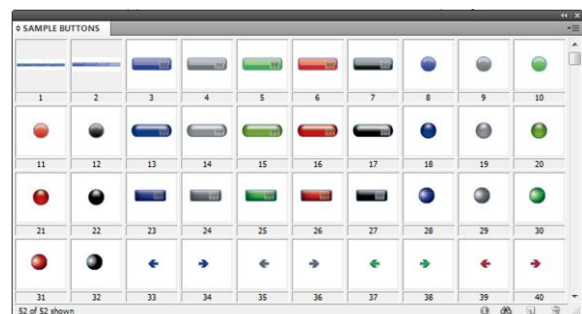 SAMPLE BUTTONS
1 2 3 4 5 6 7 8 9 10
11 12 13 14 15 16 17 18 19 20
21 22 23 24 25 26 27 28 29 30
31 32 33 34 35 36 37 38 39 40
52 of 52 shown